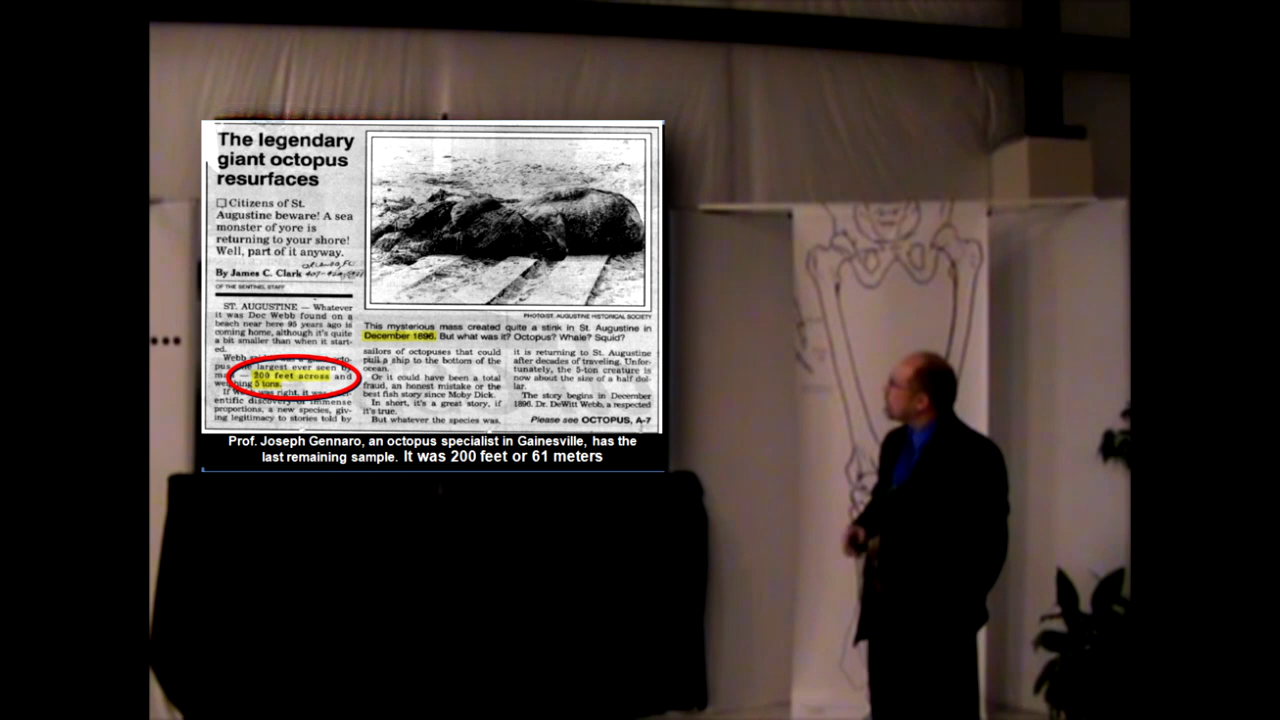 The legendary
giant octopus
resurfaces
☐ Citizens of St.
Augustine beware! A sea
monster of yore is
returning to your shore!
Well, part of it anyway.
By James C. Clark
OF THE SENTINEL STAFF
ST. AUGUSTINE — Whatever
it was Doc Webb found on a
beach near here 95 years ago is
coming home, although it's quite
a bit smaller than when it start-
ed.
Webb
pus largest ever seen by
200 feet across and
5 tons.
If was right, it was
entific discovery of immense
proportions, a new species, giv-
ing legitimacy to stories told by
PHOTO/ST. AUGUSTINE HISTORICAL SOCIETY
This mysterious mass created quite a stink in St. Augustine in
December 1896. But what was it? Octopus? Whale? Squid?
sailors of octopuses that could
pull a ship to the bottom of the
ocean.
Or it could have been a total
fraud, an honest mistake or the
best fish story since Moby Dick.
In short, it's a great story, if
it's true.
But whatever the species was,
it is returning to St. Augustine
after decades of traveling. Unfor-
tunately, the 5-ton creature is
now about the size of a half dol-
lar.
The story begins in December
1896. Dr. DeWitt Webb, a respected
Please see OCTOPUS, A-7
Prof. Joseph Gennaro, an octopus specialist in Gainesville, has the
last remaining sample. It was 200 feet or 61 meters